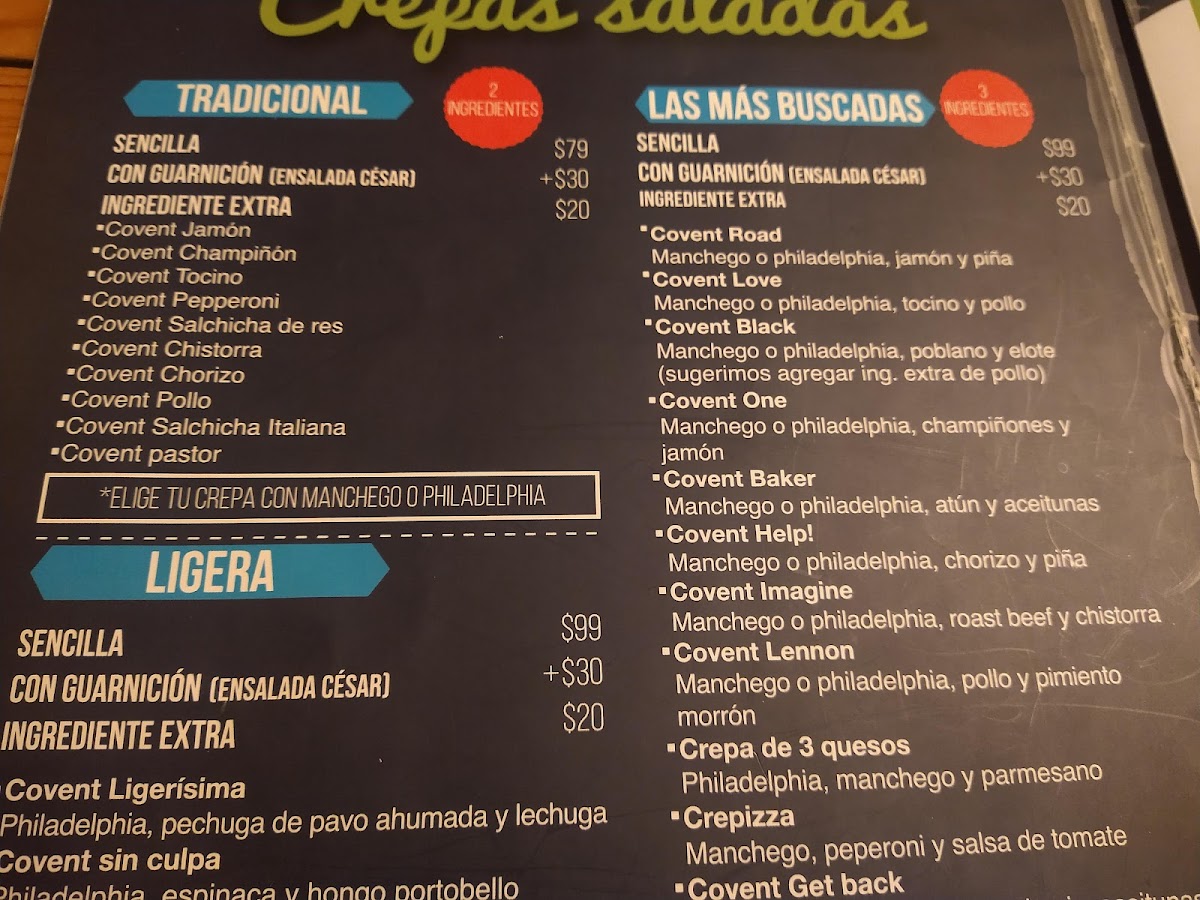 Crepas saladas
TRADICIONAL
2
INGREDIENTES
SENCILLA $79
CON GUARNICIÓN (ENSALADA CÉSAR) +$30
INGREDIENTE EXTRA $20
▪Covent Jamón
▪Covent Champiñón
▪Covent Tocino
▪Covent Pepperoni
▪Covent Salchicha de res
▪Covent Chistorra
▪Covent Chorizo
▪Covent Pollo
▪Covent Salchicha Italiana
▪Covent pastor
*ELIGE TU CREPA CON MANCHEGO O PHILADELPHIA
LIGERA
SENCILLA $99
CON GUARNICIÓN (ENSALADA CÉSAR) +$30
INGREDIENTE EXTRA $20
Covent Ligerísima
Philadelphia, pechuga de pavo ahumada y lechuga
Covent sin culpa
Philadelphia, espinaca y hongo portobello
LAS MÁS BUSCADAS
3
INGREDIENTES
SENCILLA $99
CON GUARNICIÓN (ENSALADA CÉSAR) +$30
INGREDIENTE EXTRA $20
▪Covent Road
Manchego o philadelphia, jamón y piña
▪Covent Love
Manchego o philadelphia, tocino y pollo
▪Covent Black
Manchego o philadelphia, poblano y elote
(sugerimos agregar ing. extra de pollo)
▪Covent One
Manchego o philadelphia, champiñones y
jamón
▪Covent Baker
Manchego o philadelphia, atún y aceitunas
▪Covent Help!
Manchego o philadelphia, chorizo y piña
▪Covent Imagine
Manchego o philadelphia, roast beef y chistorra
▪Covent Lennon
Manchego o philadelphia, pollo y pimiento
morrón
▪Crepa de 3 quesos
Philadelphia, manchego y parmesano
▪Crepizza
Manchego, peperoni y salsa de tomate
▪Covent Get back